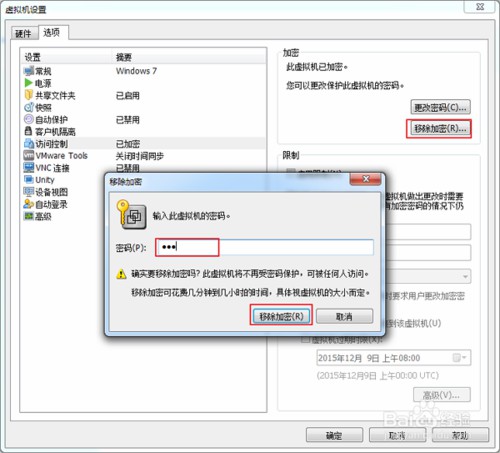 虚拟机设置
硬件 选项
设置 摘要
常规 Windows 7
电源
共享文件夹 已启用
快照
自动保护 已禁用
客户机隔离
访问控制 已加密
VMware Tools 关闭时间同步
VNC 连接 已禁用
Unity
设备视图
自动登录
高级
加密
此虚拟机已加密。
您可以更改保护此虚拟机的密码。
更改密码(C)...
移除加密(R)...
限制
虚拟机做出更改时需要
有加密密码的情况下仍
时要求用户更改加密密
到该虚拟机(U)
虚拟机过期时限(X):
2015年12月 9日 上午08:00
(2015年12月9日 上午00:00 UTC)
高级(V)...
移除加密
输入此虚拟机的密码。
密码(P): •••
确实要移除加密吗? 此虚拟机将不再受密码保护，可被任何人访问。
移除加密可花费几分钟到几小时的时间，具体视虚拟机的大小而定。
移除加密(R) 取消
确定 取消 帮助
Baidu 经验